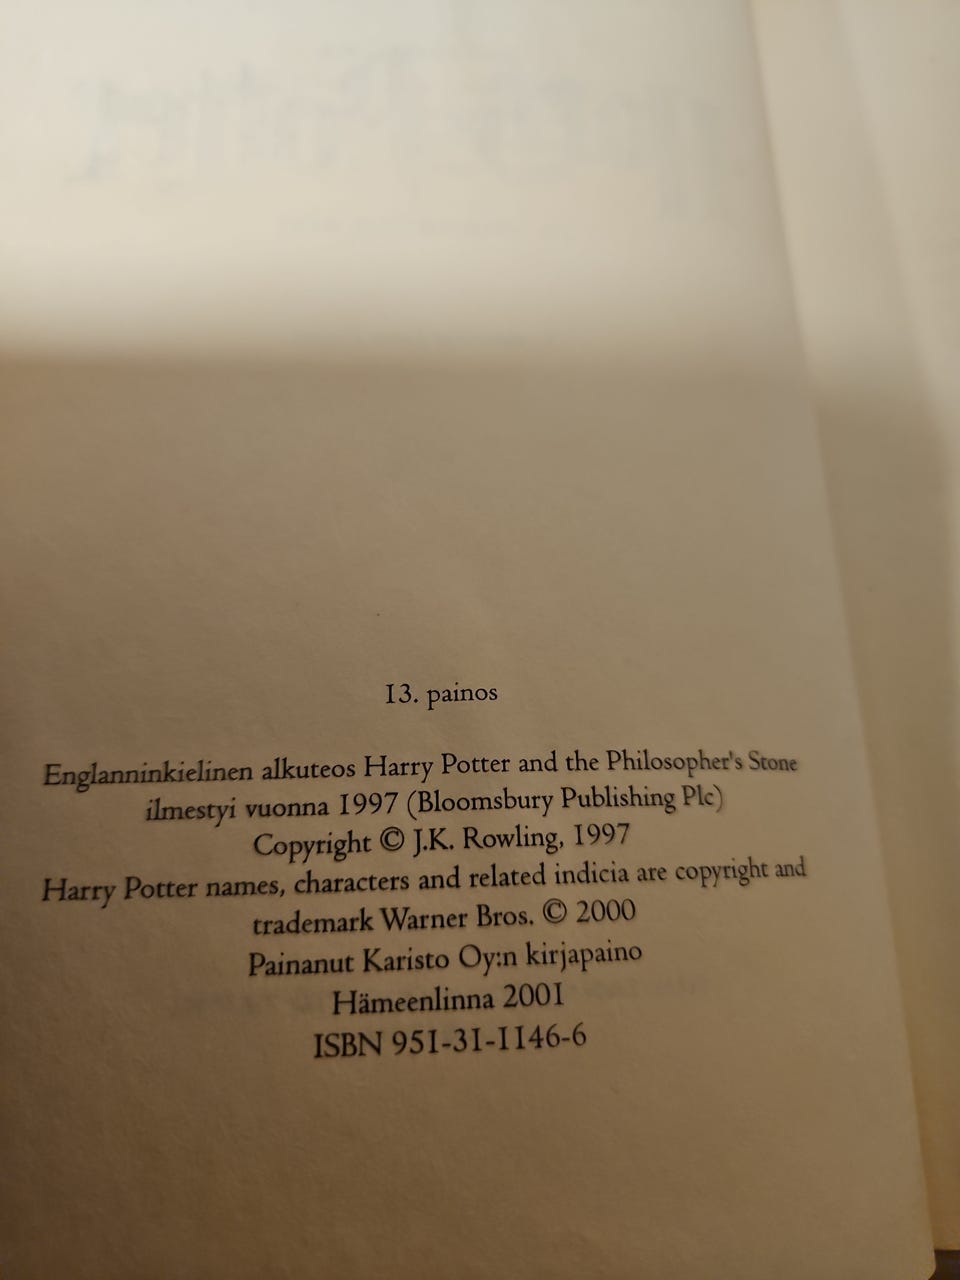 13. painos
Englanninkielinen alkuteos Harry Potter and the Philosopher's Stone
ilmestyi vuonna 1997 (Bloomsbury Publishing Plc)
Copyright © J.K. Rowling, 1997
Harry Potter names, characters and related indicia are copyright and
trademark Warner Bros. © 2000
Painanut Karisto Oy:n kirjapaino
Hämeenlinna 2001
ISBN 951-31-1146-6